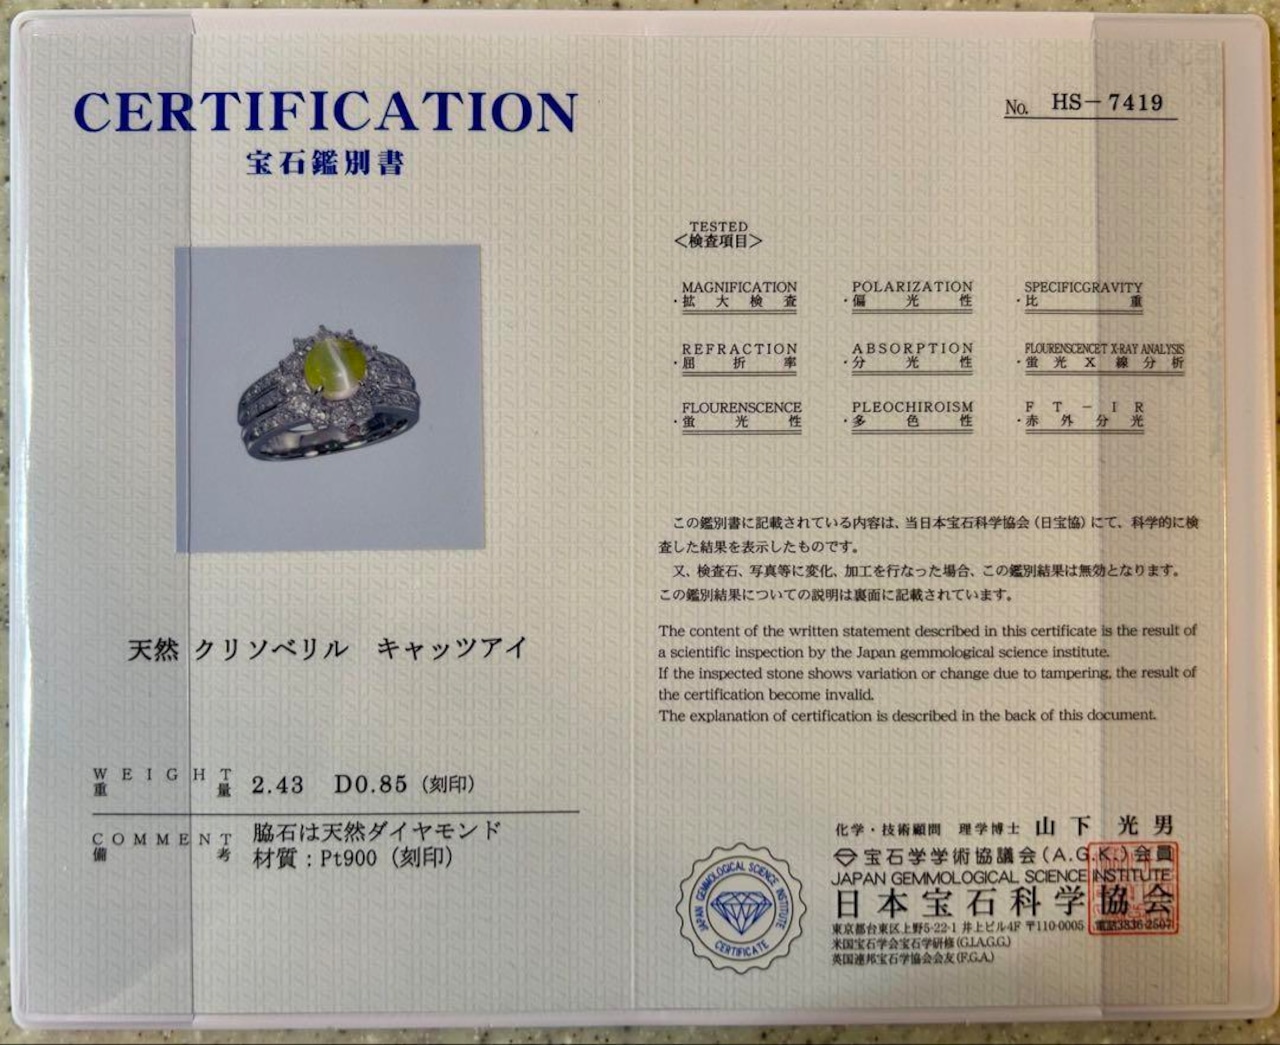 CERTIFICATION
宝石鑑別書
No. HS－7419
天然 クリソベリル　キャッツアイ
WEIGHT
重量 2.43　D0.85（刻印）
COMMENT
備考
脇石は天然ダイヤモンド
材質：Pt900（刻印）
TESTED
＜検査項目＞
MAGNIFICATION
・拡大検査
POLARIZATION
・偏光性
SPECIFICGRAVITY
・比重
REFRACTION
・屈折率
ABSORPTION
・分光性
FLOURENSCENCET X-RAY ANALYSIS
・蛍光X線分析
FLOURENSCENCE
・蛍光性
PLEOCHIROISM
・多色性
FT－IR
・赤外分光
この鑑別書に記載されている内容は、当日本宝石科学協会（日宝協）にて、科学的に検
査した結果を表示したものです。
又、検査石、写真等に変化、加工を行なった場合、この鑑別結果は無効となります。
この鑑別結果についての説明は裏面に記載されています。
The content of the written statement described in this certificate is the result of
a scientific inspection by the Japan gemmological science institute.
If the inspected stone shows variation or change due to tampering, the result of
the certification become invalid.
The explanation of certification is described in the back of this document.
JAPAN GEMMOLOGICAL SCIENCE INSTITUTE
CERTIFICATE
化学・技術顧問　理学博士　山下光男
宝石学学術協議会(A.G.K.)会員
JAPAN GEMMOLOGICAL SCIENCE INSTITUTE
日本宝石科学協会
東京都台東区上野5-22-1 井上ビル4F 〒110-0005 電話3836-2507
米国宝石学会宝石学研修(G.I.A.G.G.)
英国連邦宝石学協会会友(F.G.A.)